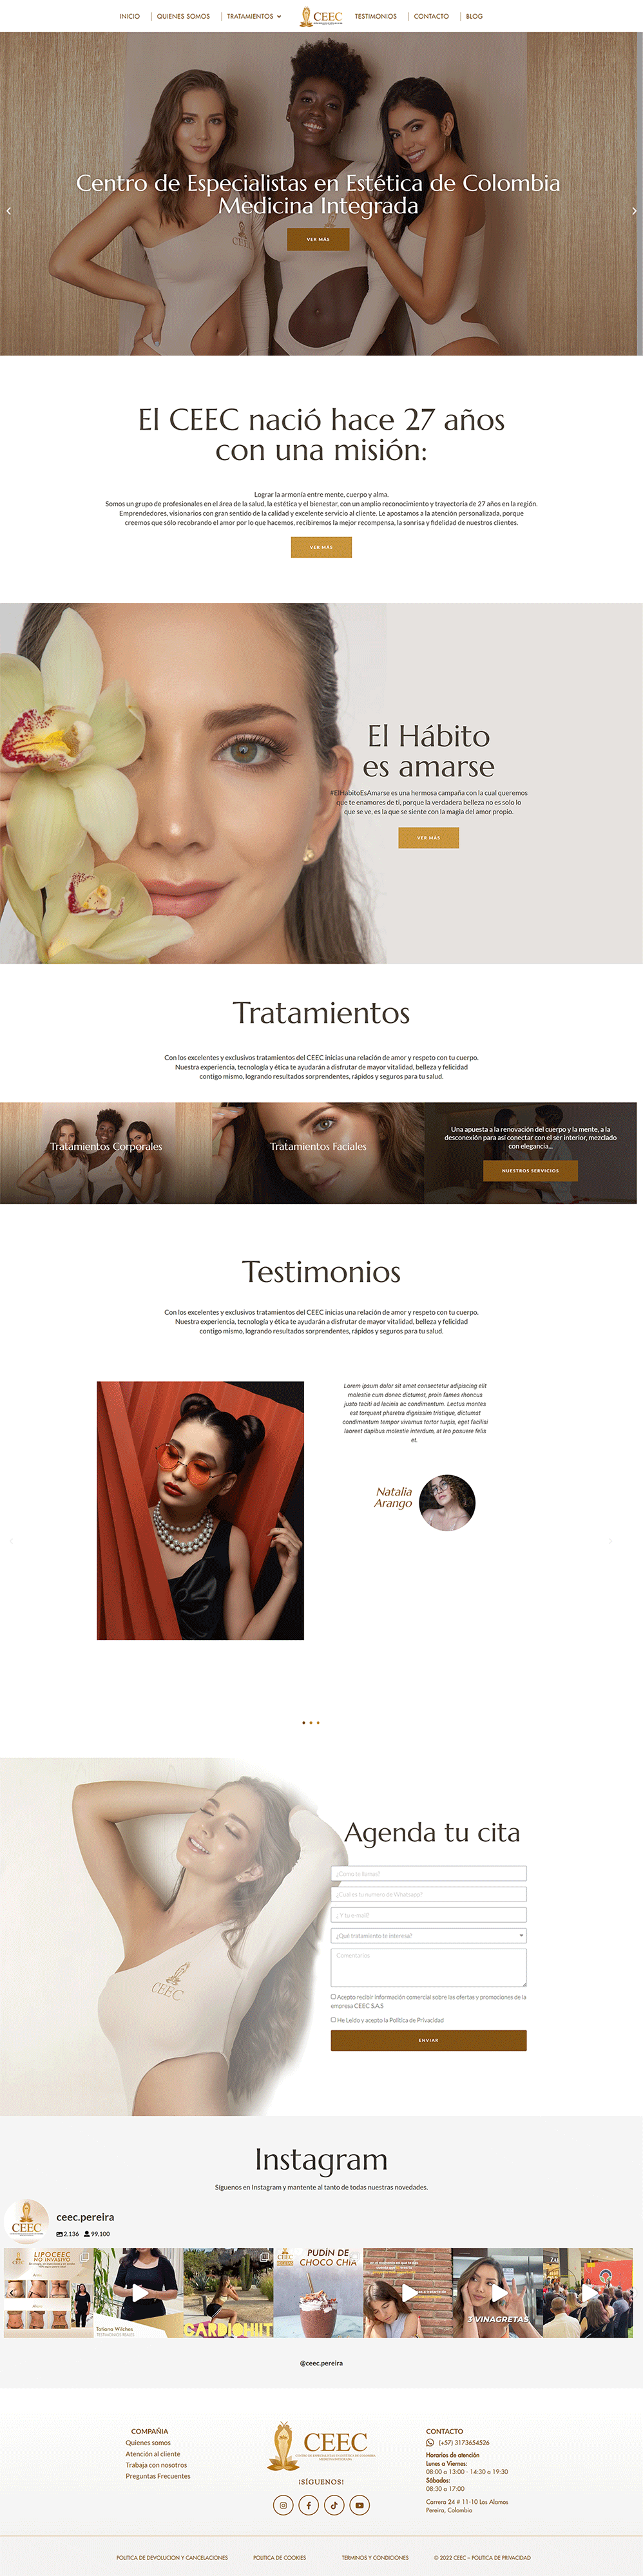 INICIO
QUIENES SOMOS
TRATAMIENTOS
CEEC
TESTIMONIOS
CONTACTO
BLOG
Centro de Especialistas en Estética de Colombia
Medicina Integrada
VER MÁS
El CEEC nació hace 27 años
con una misión:
Lograr la armonía entre mente, cuerpo y alma.
Somos un grupo de profesionales en el área de la salud, la estética y el bienestar, con un amplio reconocimiento y trayectoria de 27 años en la región.
Emprendedores, visionarios con gran sentido de la calidad y excelente servicio al cliente. Le apostamos a la atención personalizada, porque
creemos que sólo recobrando el amor por lo que hacemos, recibiremos la mejor recompensa, la sonrisa y fidelidad de nuestros clientes.
VER MÁS
El Hábito
es amarse
#ElHábitoEsAmarse es una hermosa campaña con la cual queremos
que te enamores de ti, porque la verdadera belleza no es solo lo
que se ve, es la que se siente con la magia del amor propio.
VER MÁS
Tratamientos
Con los excelentes y exclusivos tratamientos del CEEC inicias una relación de amor y respeto con tu cuerpo.
Nuestra experiencia, tecnología y ética te ayudarán a disfrutar de mayor vitalidad, belleza y felicidad
contigo mismo, logrando resultados sorprendentes, rápidos y seguros para tu salud.
Tratamientos Corporales
Tratamientos Faciales
Una apuesta a la renovación del cuerpo y la mente, a la
desconexión para así conectar con el ser interior, mezclado
con elegancia...
NUESTROS SERVICIOS
Testimonios
Con los excelentes y exclusivos tratamientos del CEEC inicias una relación de amor y respeto con tu cuerpo.
Nuestra experiencia, tecnología y ética te ayudarán a disfrutar de mayor vitalidad, belleza y felicidad
contigo mismo, logrando resultados sorprendentes, rápidos y seguros para tu salud.
Lorem ipsum dolor sit amet consectetur adipiscing elit
molestie cum donec dictumst, proin fames rhoncus
justo taciti ad lacinia ac condimentum. Lectus montes
est torquent pharetra dignissim tristique, dictumst
condimentum tempor vivamus tortor turpis, eget facilisi
laoreet dapibus molestie interdum, at leo posuere felis
et.
Natalia
Arango
Agenda tu cita
¿Como te llamas?
¿Cuál es tu numero de Whatsapp?
¿ Y tu e-mail?
¿Qué tratamiento te interesa?
Comentarios
Acepto recibir información comercial sobre las ofertas y promociones de la
empresa CEEC S.A.S
He Leído y acepto la Política de Privacidad
ENVIAR
CEEC
Instagram
Síguenos en Instagram y mantente al tanto de todas nuestras novedades.
CEEC
ceec.pereira
2,136 99,100
LIPOCEEC
NO INVASIVO
Tatiana Wilches
CARDIOHIIT
PUDÍN DE
CHOCO CHIA
3 VINAGRETAS
@ceec.pereira
COMPAÑIA
Quienes somos
Atención al cliente
Trabaja con nosotros
Preguntas Frecuentes
CEEC
¡SÍGUENOS!
CONTACTO
(+57) 3173654526
Horarios de atención
Lunes a Viernes:
08:00 a 13:00 - 14:30 a 19:30
Sábados:
08:30 a 17:00
Carrera 24 # 11-10 Los Alamos
Pereira, Colombia
POLITICA DE DEVOLUCION Y CANCELACIONES
POLITICA DE COOKIES
TERMINOS Y CONDICIONES
© 2022 CEEC – POLITICA DE PRIVACIDAD